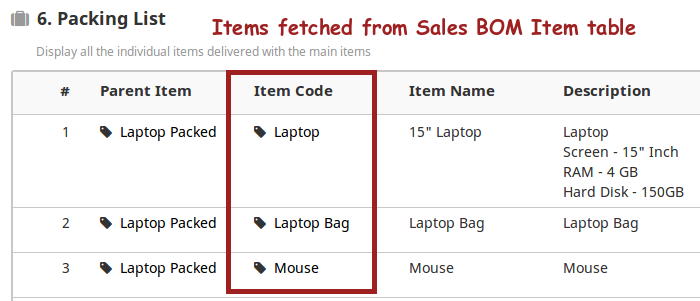 6. Packing List
Items fetched from Sales BOM Item table
Display all the individual items delivered with the main items
# Parent Item Item Code Item Name Description
1 Laptop Packed Laptop 15" Laptop Laptop
Screen - 15" Inch
RAM - 4 GB
Hard Disk - 150GB
2 Laptop Packed Laptop Bag Laptop Bag Laptop Bag
3 Laptop Packed Mouse Mouse Mouse